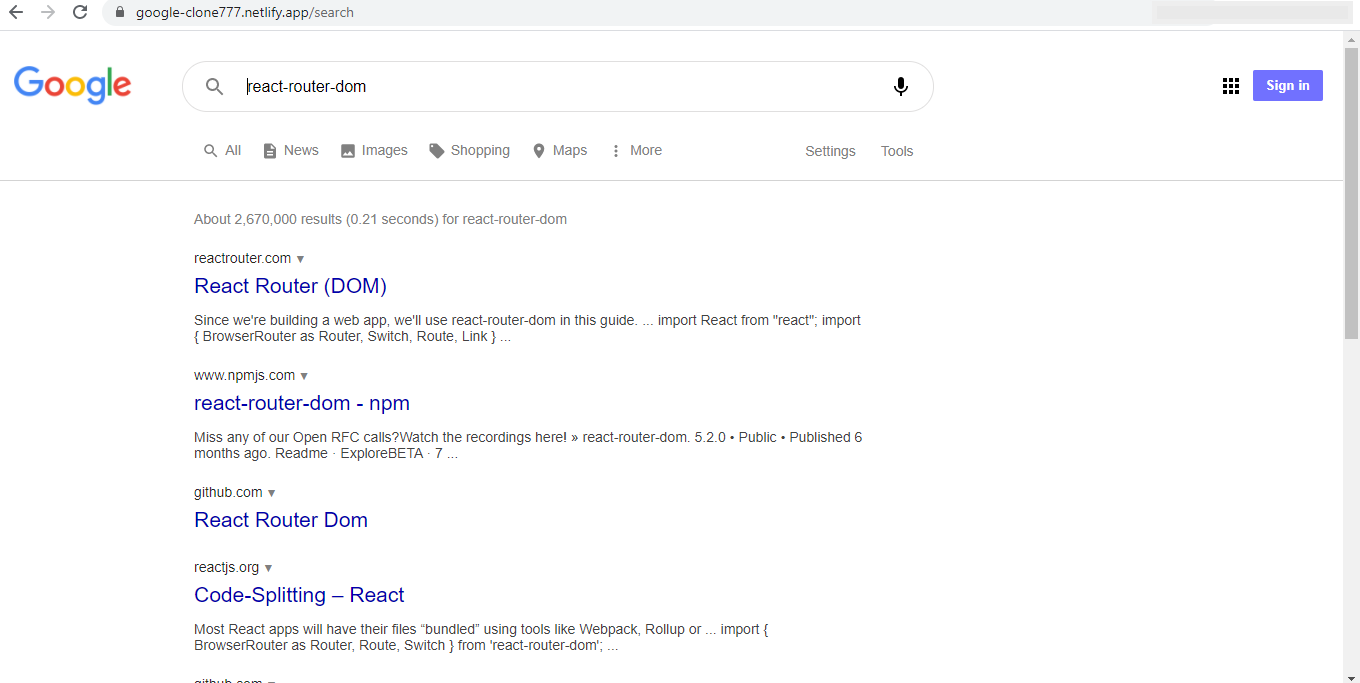 google-clone777.netlify.app/search
Google
react-router-dom
Sign in
All News Images Shopping Maps More Settings Tools
About 2,670,000 results (0.21 seconds) for react-router-dom
reactrouter.com ▼
React Router (DOM)
Since we're building a web app, we'll use react-router-dom in this guide. ... import React from "react"; import
{ BrowserRouter as Router, Switch, Route, Link } ...
www.npmjs.com ▼
react-router-dom - npm
Miss any of our Open RFC calls?Watch the recordings here! » react-router-dom. 5.2.0 • Public • Published 6
months ago. Readme · ExploreBETA · 7 ...
github.com ▼
React Router Dom
reactjs.org ▼
Code-Splitting – React
Most React apps will have their files “bundled” using tools like Webpack, Rollup or ... import {
BrowserRouter as Router, Route, Switch } from 'react-router-dom'; ...
github.com